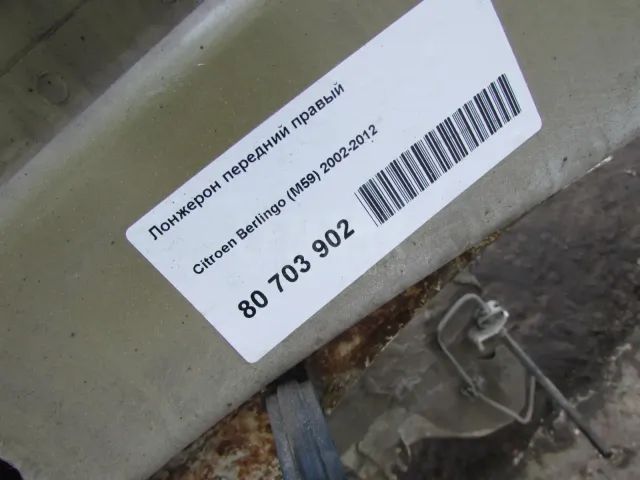 Лонжерон передний правый
Citroen Berlingo (M59) 2002-2012
80 703 902